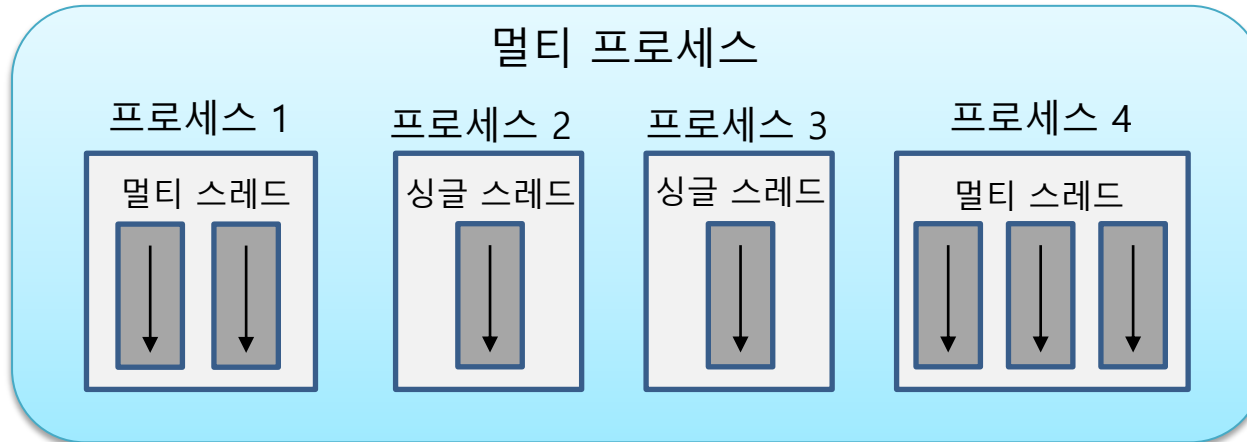 멀티 프로세스
프로세스 1
프로세스 2
프로세스 3
프로세스 4
멀티 스레드
싱글 스레드
싱글 스레드
멀티 스레드